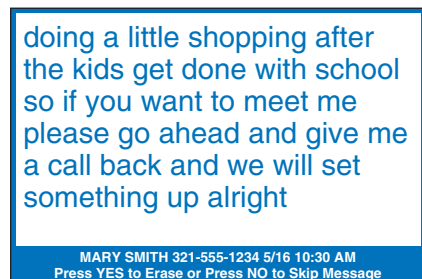 doing a little shopping after
the kids get done with school
so if you want to meet me
please go ahead and give me
a call back and we will set
something up alright
MARY SMITH 321-555-1234 5/16 10:30 AM
Press YES to Erase or Press NO to Skip Message